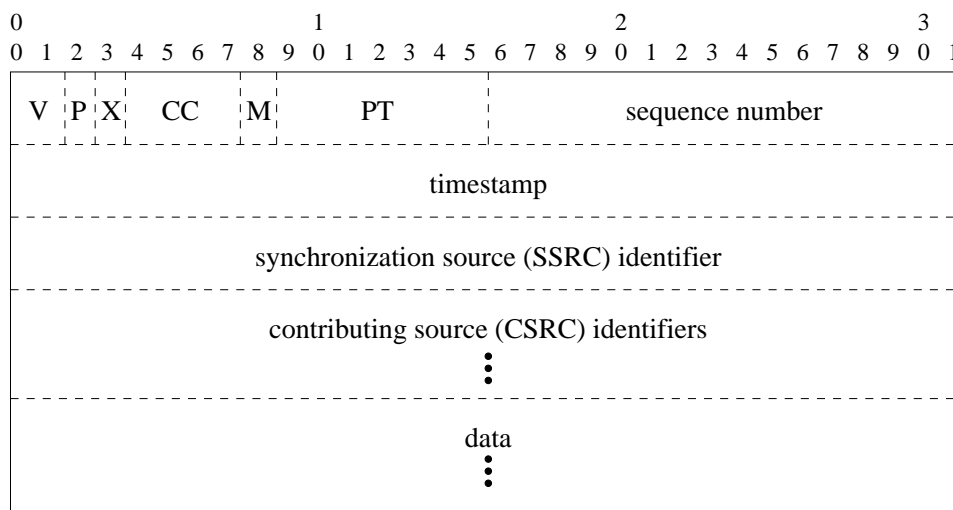 0 1 2 3
0 1 2 3 4 5 6 7 8 9 0 1 2 3 4 5 6 7 8 9 0 1 2 3 4 5 6 7 8 9 0 1
V P X CC M PT sequence number
timestamp
synchronization source (SSRC) identifier
contributing source (CSRC) identifiers
data